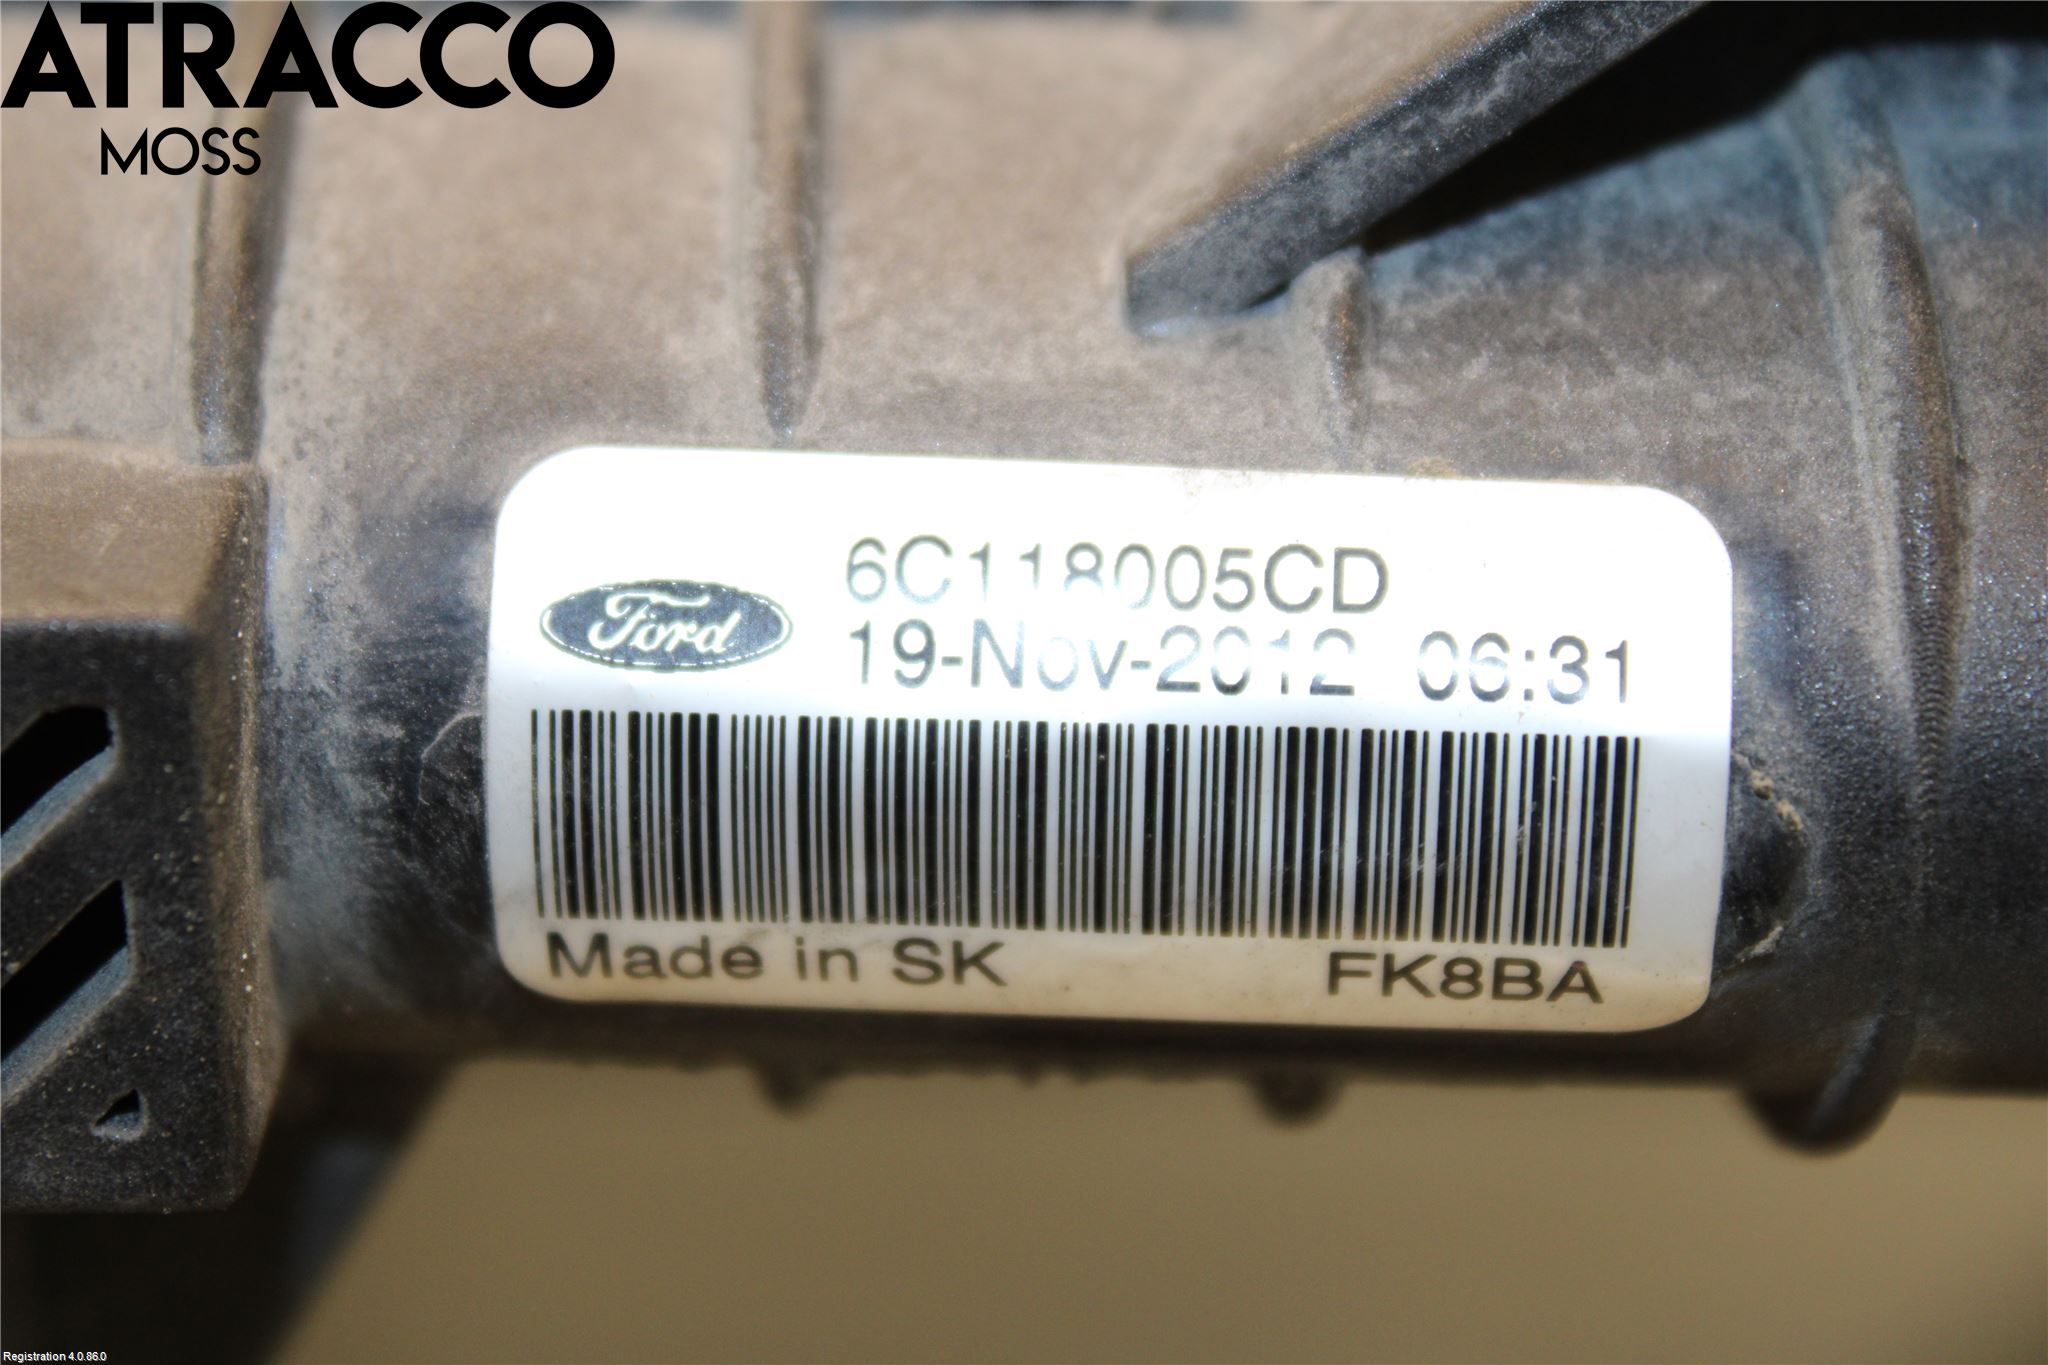 ATRACCO
MOSS
6C118005CD
Ford
19-Nov-2012 06:31
Made in SK FK8BA
Registration 4.0.86.0